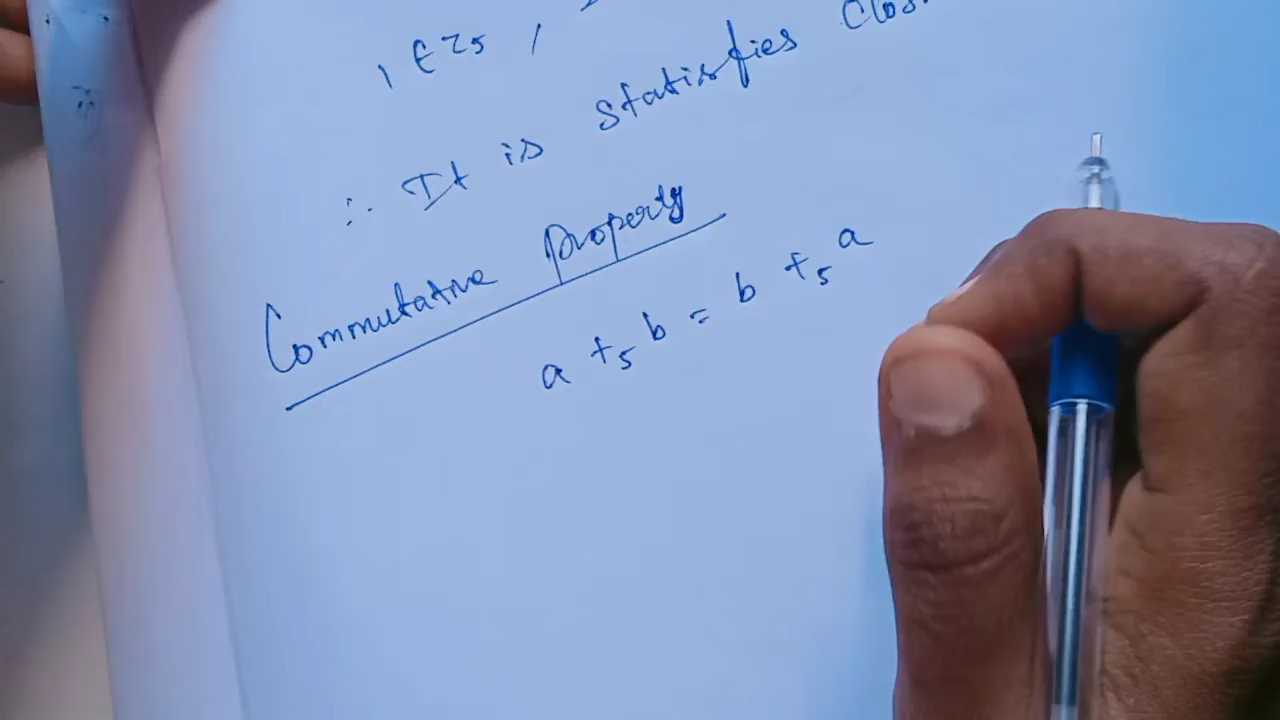 1 ∈ Z5 ,
∴ It is statisfies
Commutative Property
a +₅ b = b +₅ a